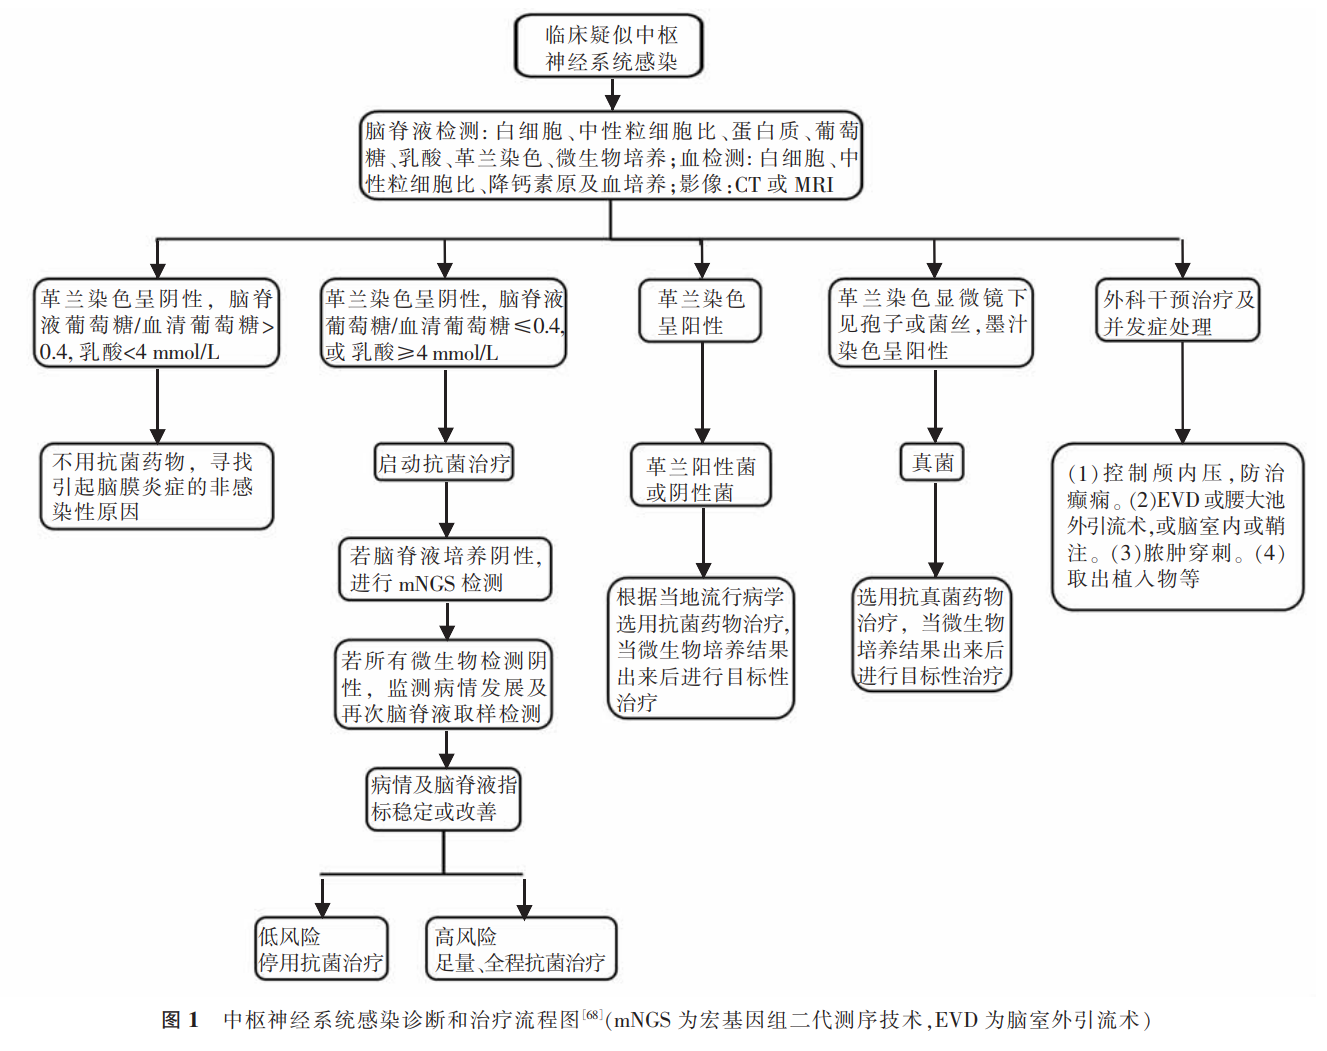 临床疑似中枢
神经系统感染
脑脊液检测：白细胞、中性粒细胞比、蛋白质、葡萄
糖、乳酸、革兰染色、微生物培养；血检测：白细胞、中
性粒细胞比、降钙素原及血培养；影像：CT 或 MRI
革兰染色呈阴性，脑脊
液葡萄糖/血清葡萄糖>
0.4，乳酸<4 mmol/L
革兰染色呈阴性，脑脊液
葡萄糖/血清葡萄糖≤0.4，
或乳酸≥4 mmol/L
革兰染色
呈阳性
革兰染色显微镜下
见孢子或菌丝，墨汁
染色呈阳性
外科干预治疗及
并发症处理
不用抗菌药物，寻找
引起脑膜炎症的非感
染性原因
启动抗菌治疗
革兰阳性菌
或阴性菌
真菌
(1)控制颅内压，防治
癫痫。(2)EVD 或腰大池
外引流术，或脑室内或鞘
注。(3)脓肿穿刺。(4)
取出植入物等
若脑脊液培养阴性，
进行 mNGS 检测
根据当地流行病学
选用抗菌药物治疗，
当微生物培养结果
出来后进行目标性
治疗
选用抗真菌药物
治疗，当微生物
培养结果出来后
进行目标性治疗
若所有微生物检测阴
性，监测病情发展及
再次脑脊液取样检测
病情及脑脊液指
标稳定或改善
低风险
停用抗菌治疗
高风险
足量、全程抗菌治疗
图 1 中枢神经系统感染诊断和治疗流程图[68](mNGS 为宏基因组二代测序技术，EVD 为脑室外引流术)